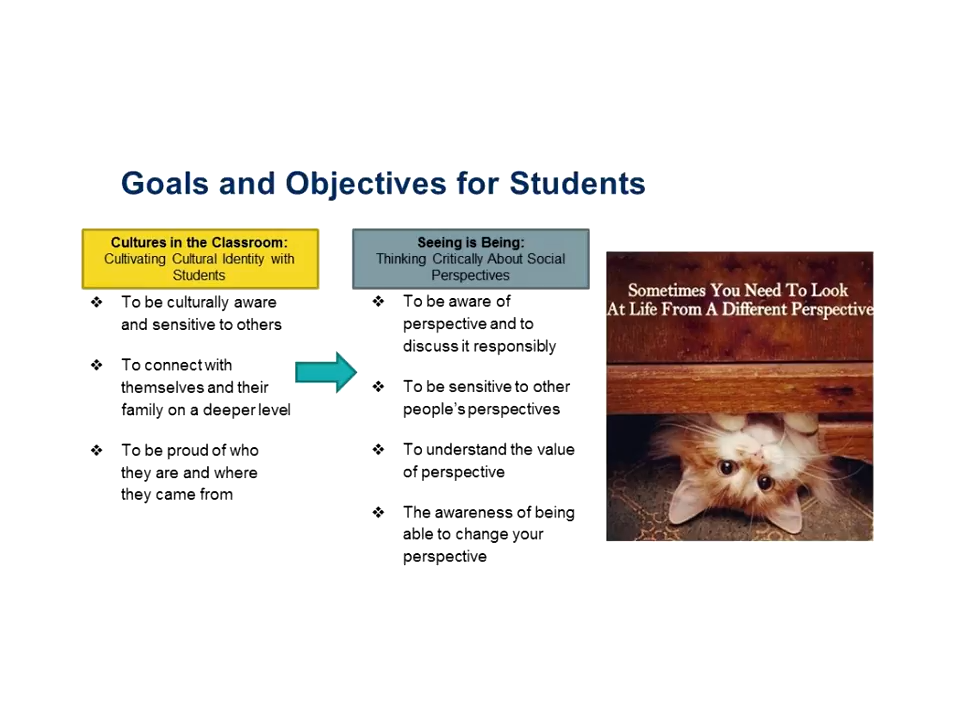 Goals and Objectives for Students
Cultures in the Classroom:
Cultivating Cultural Identity with
Students
❖ To be culturally aware
and sensitive to others
❖ To connect with
themselves and their
family on a deeper level
❖ To be proud of who
they are and where
they came from
Seeing is Being:
Thinking Critically About Social
Perspectives
❖ To be aware of
perspective and to
discuss it responsibly
❖ To be sensitive to other
people's perspectives
❖ To understand the value
of perspective
❖ The awareness of being
able to change your
perspective
Sometimes You Need To Look
At Life From A Different Perspective